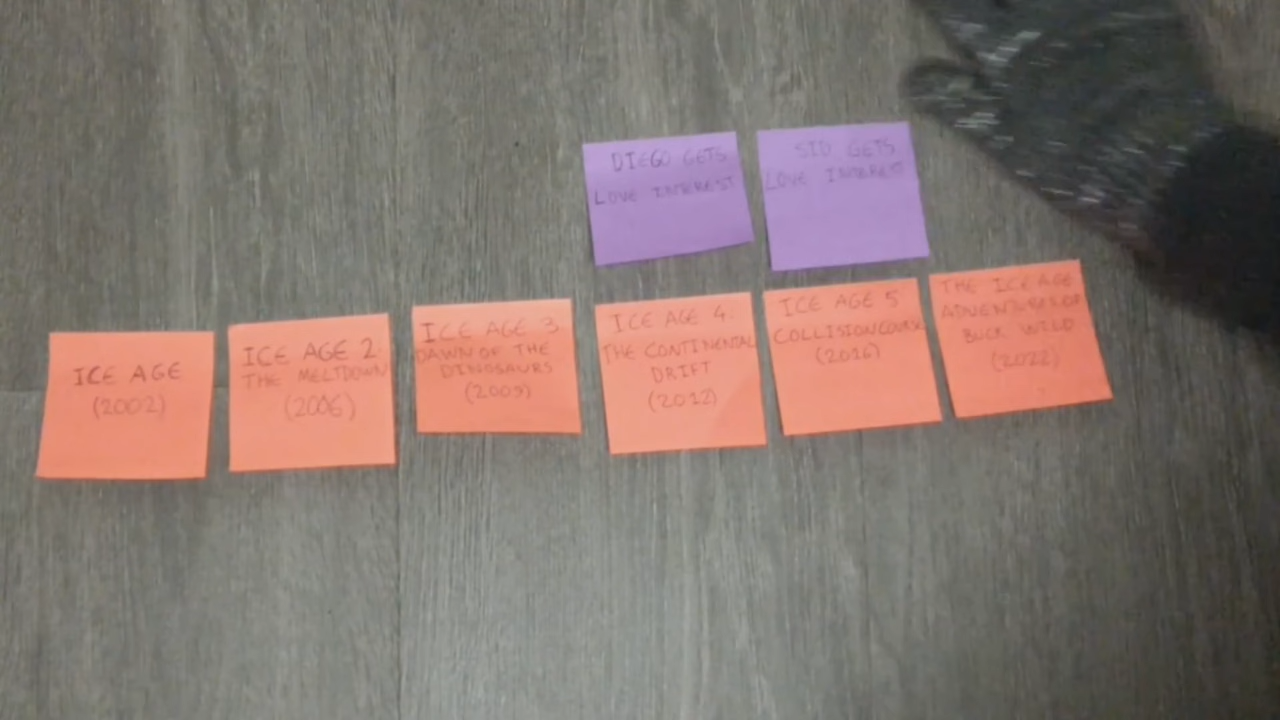 DIEGO GETS
LOVE INTEREST
SID GETS
LOVE INTEREST
ICE AGE
(2002)
ICE AGE 2
THE MELTDOWN
(2006)
ICE AGE 3
DAWN OF THE
DINOSAURS
(2009)
ICE AGE 4:
THE CONTINENTAL
DRIFT
(2012)
ICE AGE 5
COLLISION COURSE
(2016)
THE ICE AGE
ADVENTURES OF
BUCK WILD
(2022)